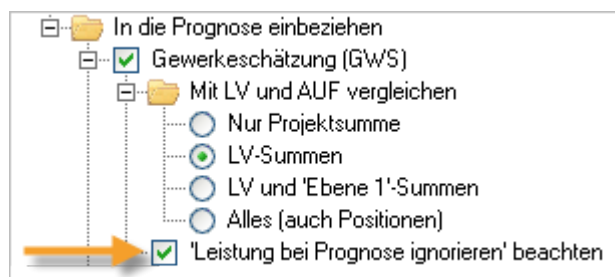 In die Prognose einbeziehen
Gewerkeschätzung (GWS)
Mit LV und AUF vergleichen
Nur Projektsumme
LV-Summen
LV und 'Ebene 1'-Summen
Alles (auch Positionen)
'Leistung bei Prognose ignorieren' beachten